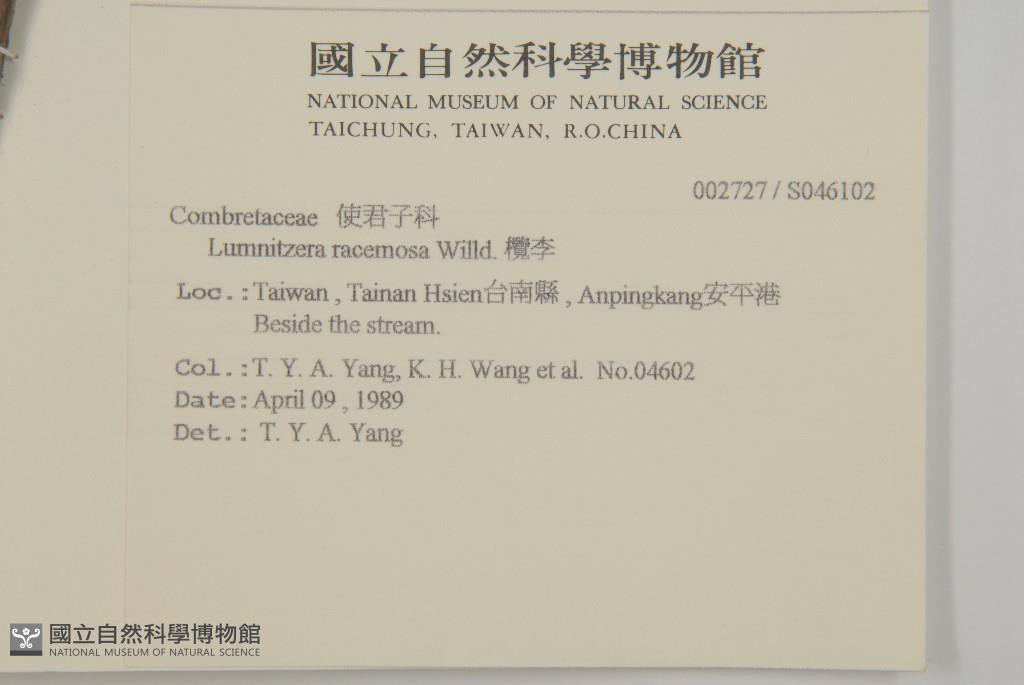 國立自然科學博物館
NATIONAL MUSEUM OF NATURAL SCIENCE
TAICHUNG, TAIWAN, R.O.CHINA
002727 / S046102
Combretaceae 使君子科
Lumnitzera racemosa Willd. 欖李
Loc.: Taiwan , Tainan Hsien台南縣 , Anpingkang安平港
Beside the stream.
Col.: T. Y. A. Yang, K. H. Wang et al. No.04602
Date: April 09 , 1989
Det.: T. Y. A. Yang
國立自然科學博物館
NATIONAL MUSEUM OF NATURAL SCIENCE